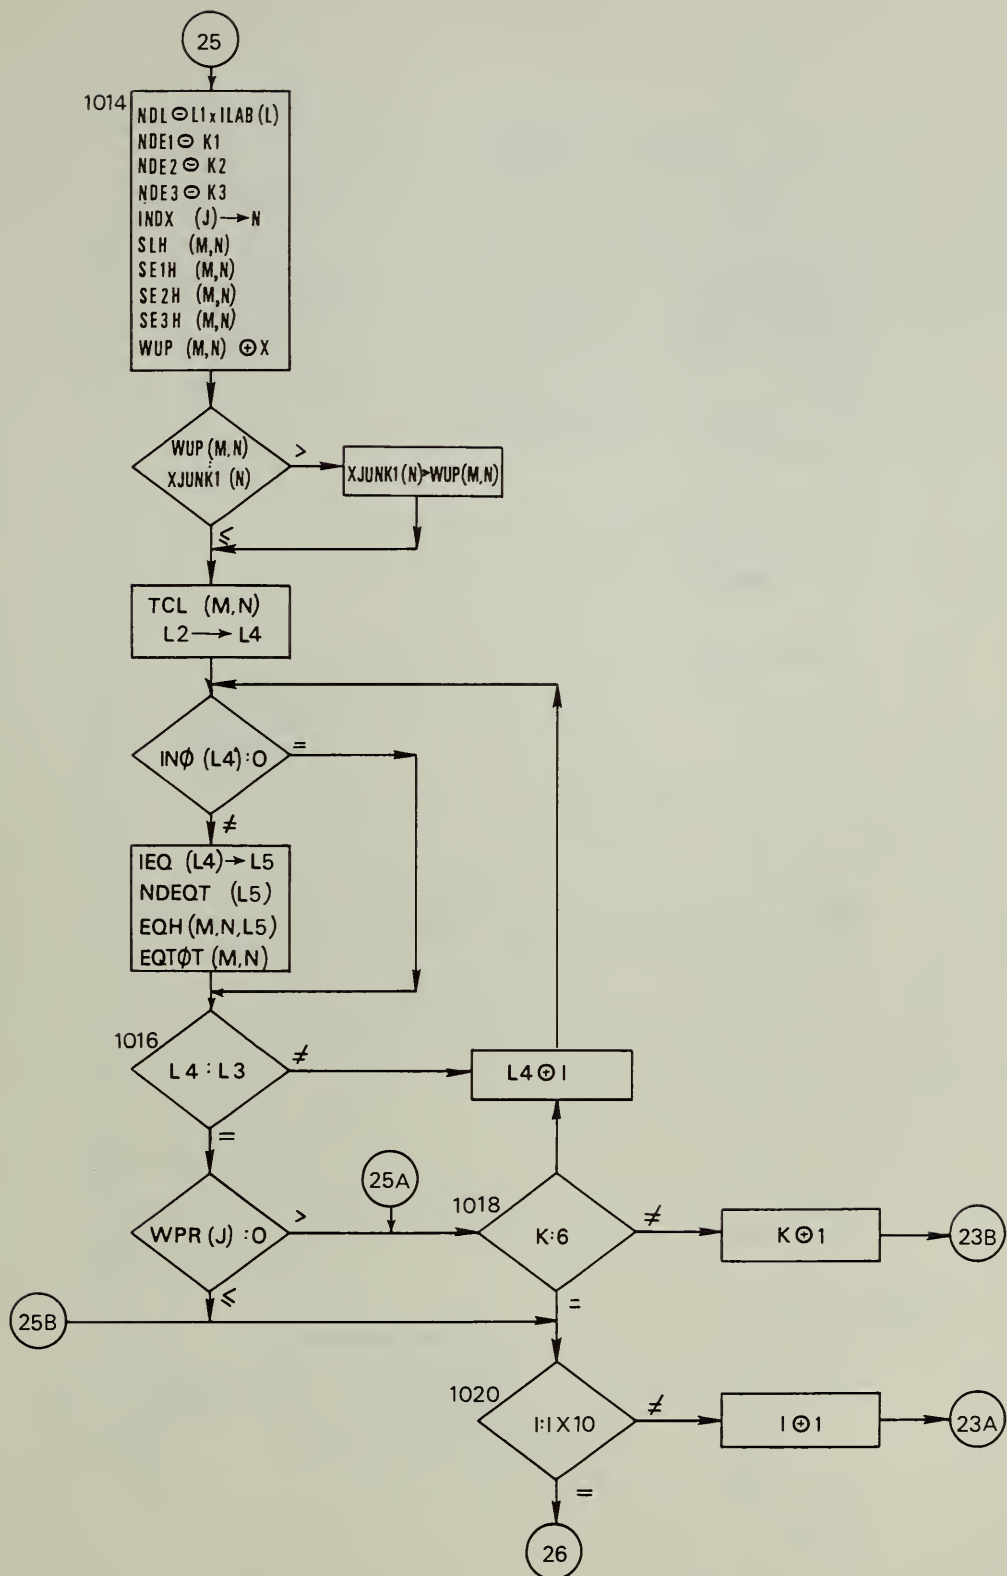 25
1014
NDL ⊖ L1 x ILAB (L)
NDE1 ⊖ K1
NDE2 ⊖ K2
NDE3 ⊖ K3
INDX (J) → N
SLH (M,N)
SE1H (M,N)
SE2H (M,N)
SE3H (M,N)
WUP (M,N) ⊕ X
WUP (M,N)
:
XJUNK1 (N)
>
XJUNK1 (N) > WUP (M,N)
≤
TCL (M,N)
L2 → L4
INØ (L4) : 0
=
≠
IEQ (L4) → L5
NDEQT (L5)
EQH (M,N,L5)
EQTØT (M,N)
1016
L4 : L3
≠
L4 ⊕ 1
=
25A
WPR (J) : 0
>
1018
K:6
≠
K ⊕ 1
23B
≤
=
25B
1020
I:I X 10
≠
I ⊕ 1
23A
=
26